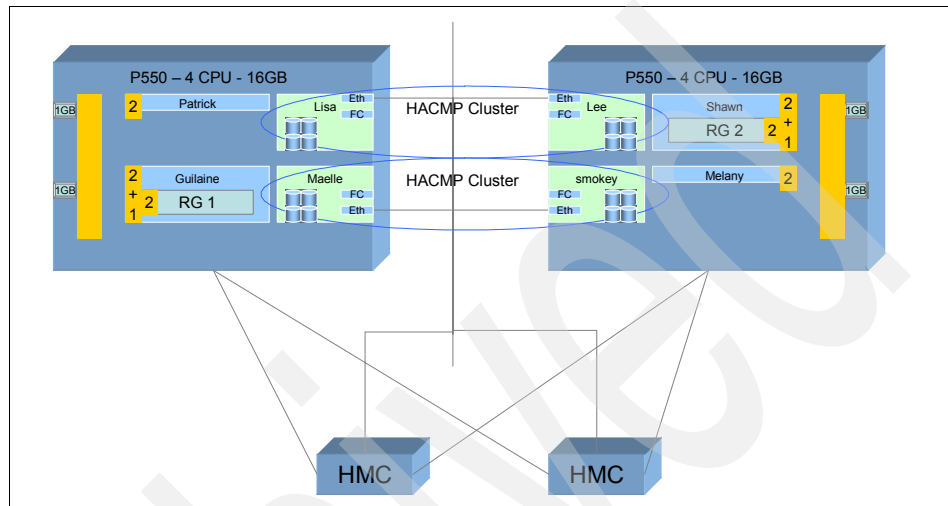 P550 – 4 CPU - 16GB
P550 – 4 CPU - 16GB
1GB
2
Patrick
Lisa
Eth
FC
HACMP Cluster
Eth
FC
Lee
Shawn
RG 2
2
2
+
1
1GB
1GB
2
+
1
2
Guilaine
RG 1
Maelle
FC
Eth
HACMP Cluster
FC
Eth
smokey
Melany
2
1GB
HMC
HMC